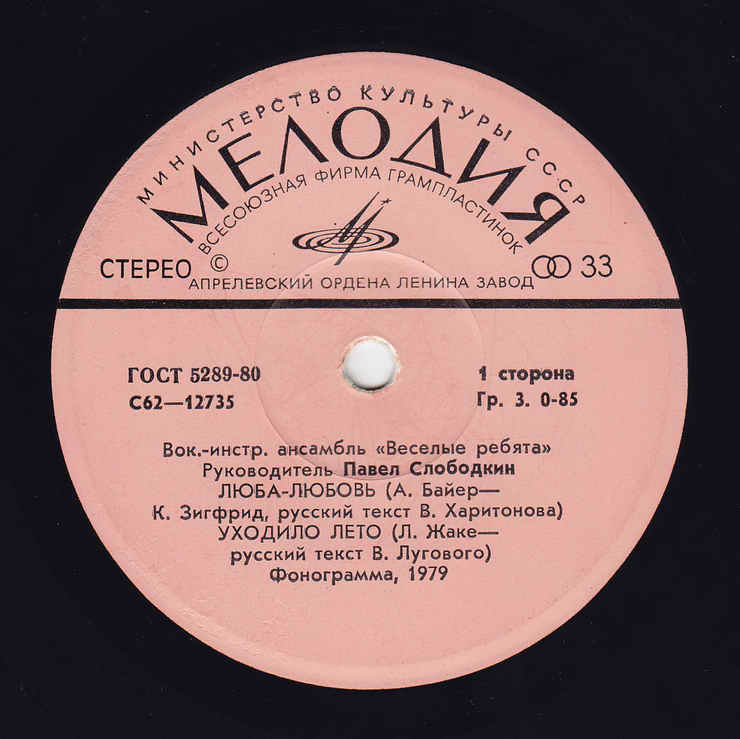 МИНИСТЕРСТВО КУЛЬТУРЫ СССР
МЕЛОДИЯ
ВСЕСОЮЗНАЯ ФИРМА ГРАМПЛАСТИНОК
СТЕРЕО © 33
АПРЕЛЕВСКИЙ ОРДЕНА ЛЕНИНА ЗАВОД
ГОСТ 5289-80 1 сторона
С62—12735 Гр. 3. 0-85
Вок.-инстр. ансамбль «Веселые ребята»
Руководитель Павел Слободкин
ЛЮБА-ЛЮБОВЬ (А. Байер—
К. Зигфрид, русский текст В. Харитонова)
УХОДИЛО ЛЕТО (Л. Жаке—
русский текст В. Лугового)
Фонограмма, 1979